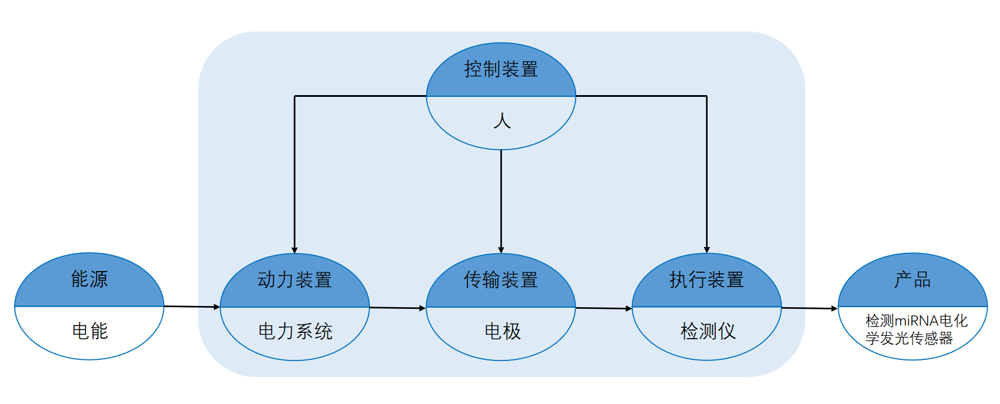 控制装置
人
能源
电能
动力装置
电力系统
传输装置
电极
执行装置
检测仪
产品
检测miRNA电化
学发光传感器